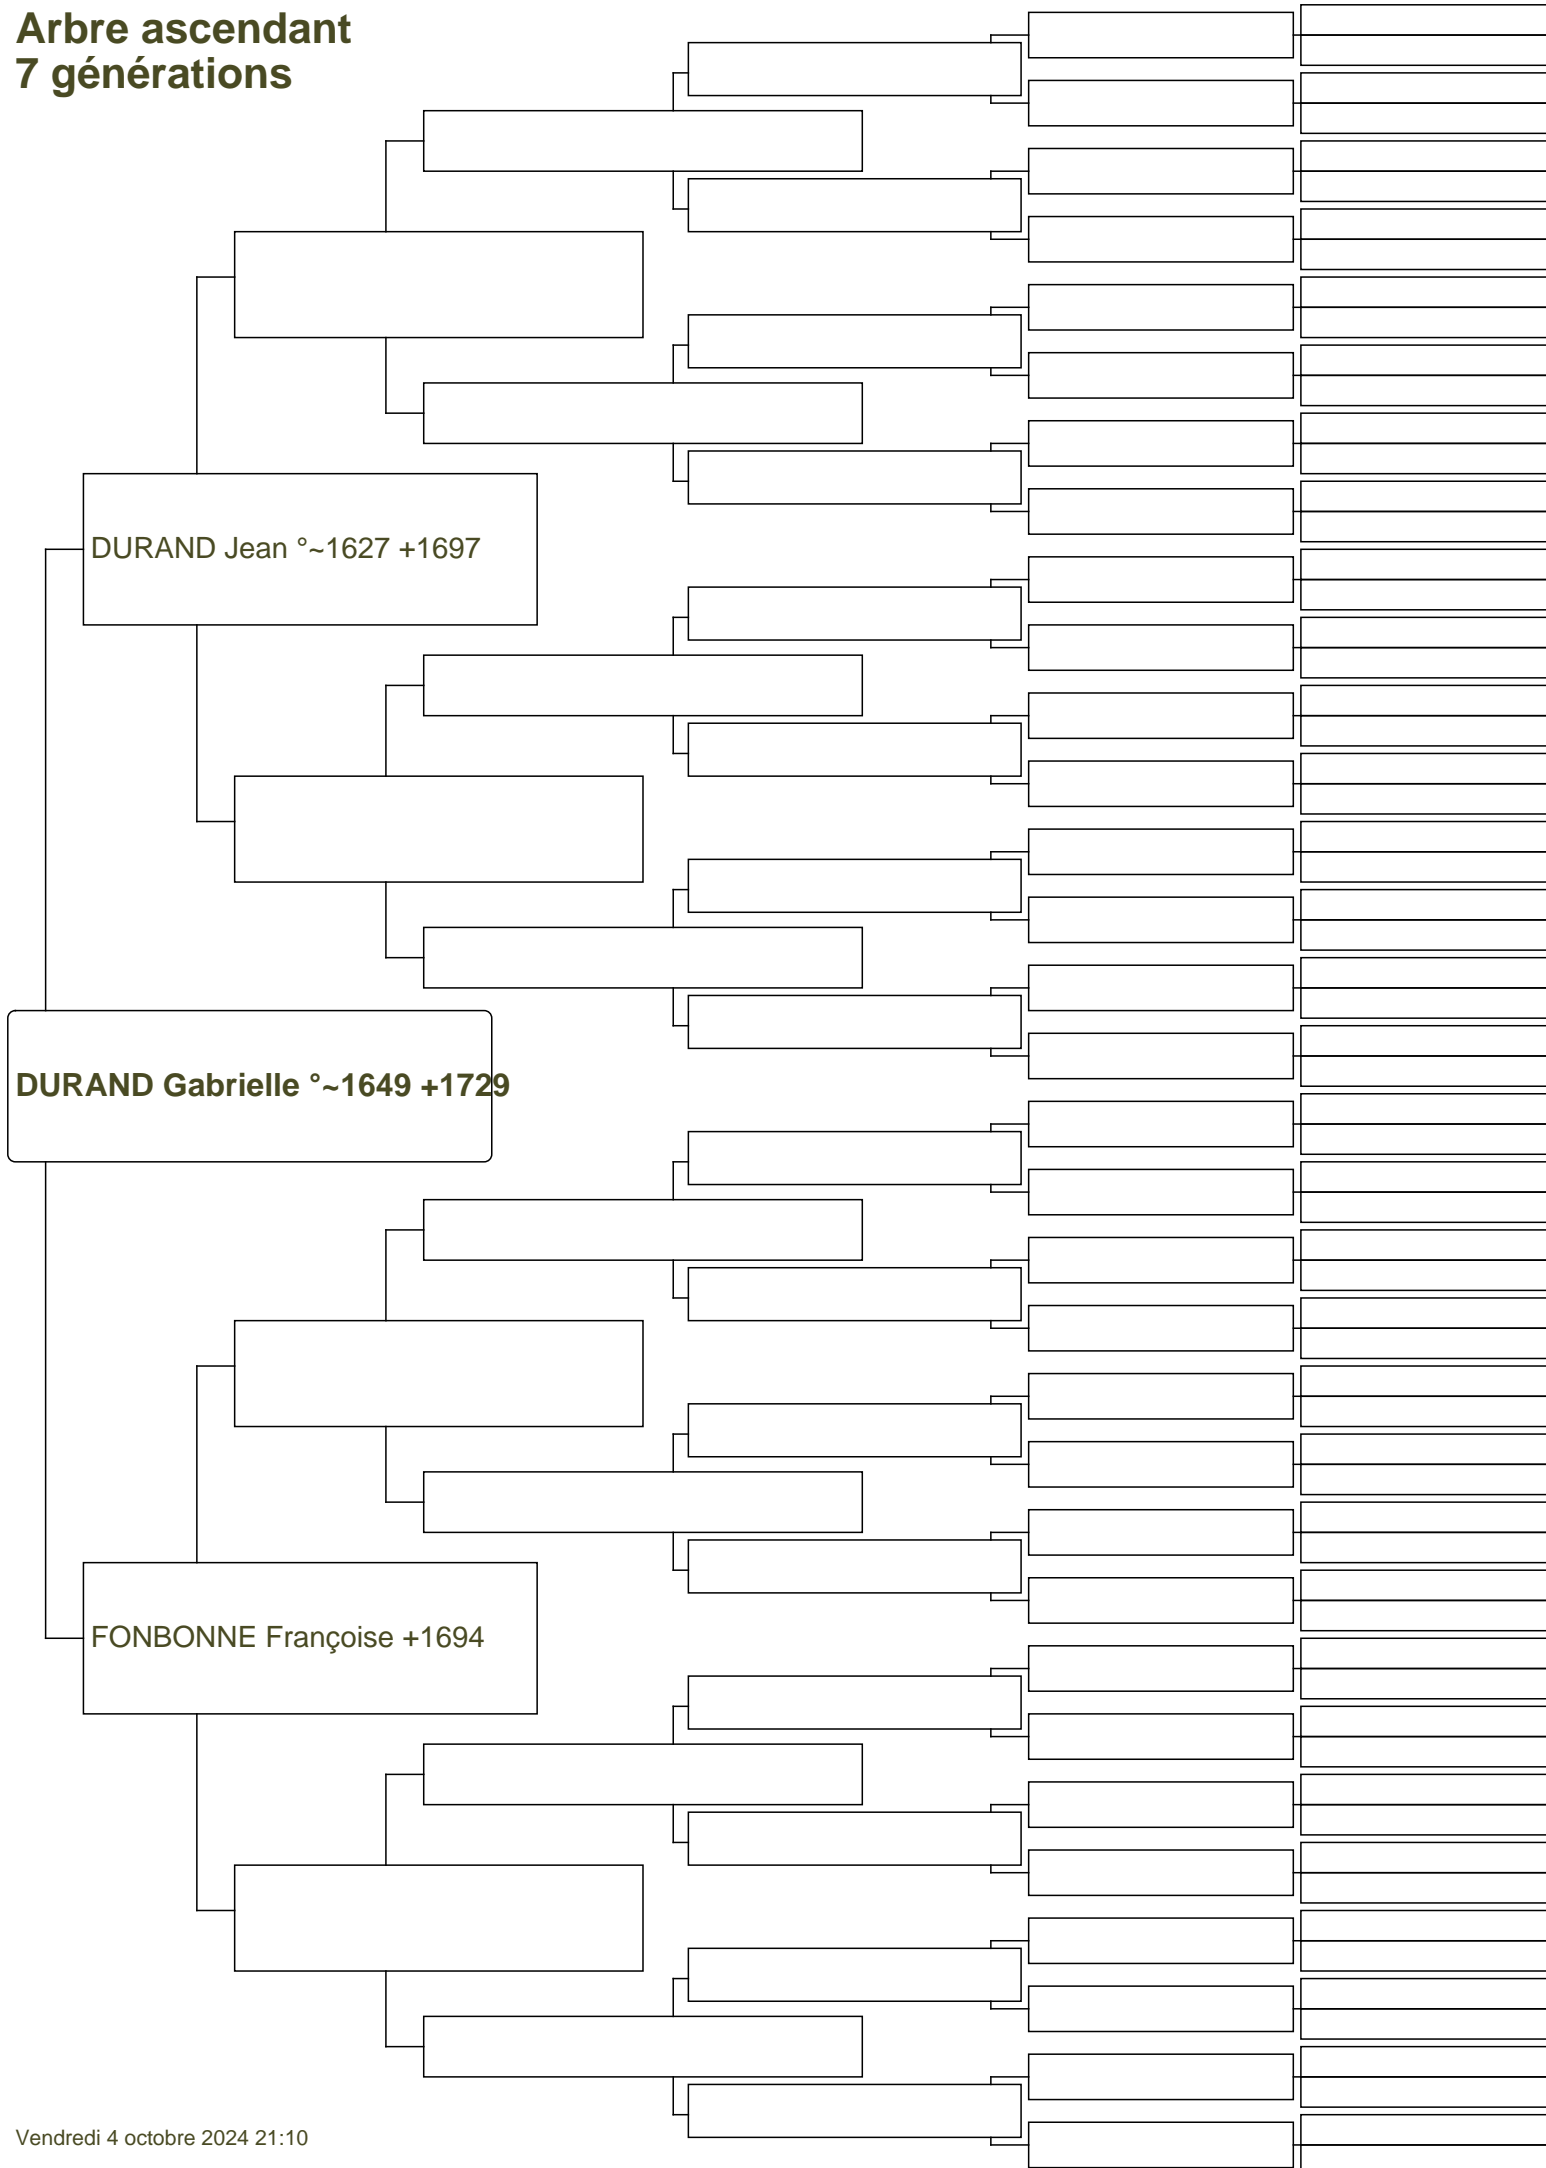 Arbre ascendant
7 générations
DURAND Jean °~1627 +1697
DURAND Gabrielle °~1649 +1729
FONBONNE Françoise +1694
Vendredi 4 octobre 2024 21:10